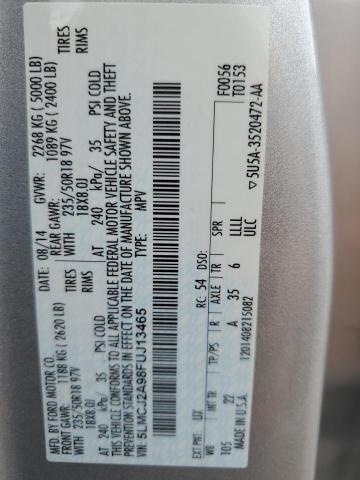 MFD. BY FORD MOTOR CO.
DATE: 08/14 GVWR: 2268 KG ( 5000 LB)
FRONT GAWR: 1188 KG ( 2620 LB) REAR GAWR: 1089 KG ( 2400 LB)
WITH 235/50R18 97V TIRES WITH 235/50R18 97V TIRES
18X8.0J RIMS 18X8.0J RIMS
AT 240 kPa/ 35 PSI COLD AT 240 kPa/ 35 PSI COLD
THIS VEHICLE CONFORMS TO ALL APPLICABLE FEDERAL MOTOR VEHICLE SAFETY AND THEFT
PREVENTION STANDARDS IN EFFECT ON THE DATE OF MANUFACTURE SHOWN ABOVE.
VIN: 5LMCJ2A98FUJ13465
TYPE: MPV
F0056
T0153
EXT PNT: UX RC: 54 DSO:
WB TP/PS R AXLE TR SPR
105 22 A 35 6 LLLL
1201408215082 ULC
MADE IN U.S.A. ▽5U5A-3520472-AA